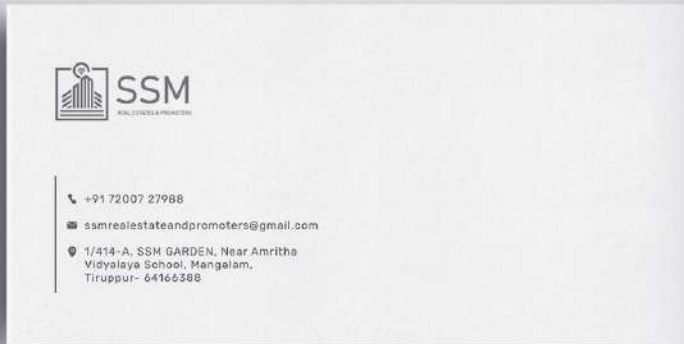 SSM
REAL ESTATES & PROMOTERS
+91 72007 27988
ssmrealestateandpromoters@gmail.com
1/414-A, SSM GARDEN, Near Amritha
Vidyalaya School, Mangalam,
Tiruppur- 64166388